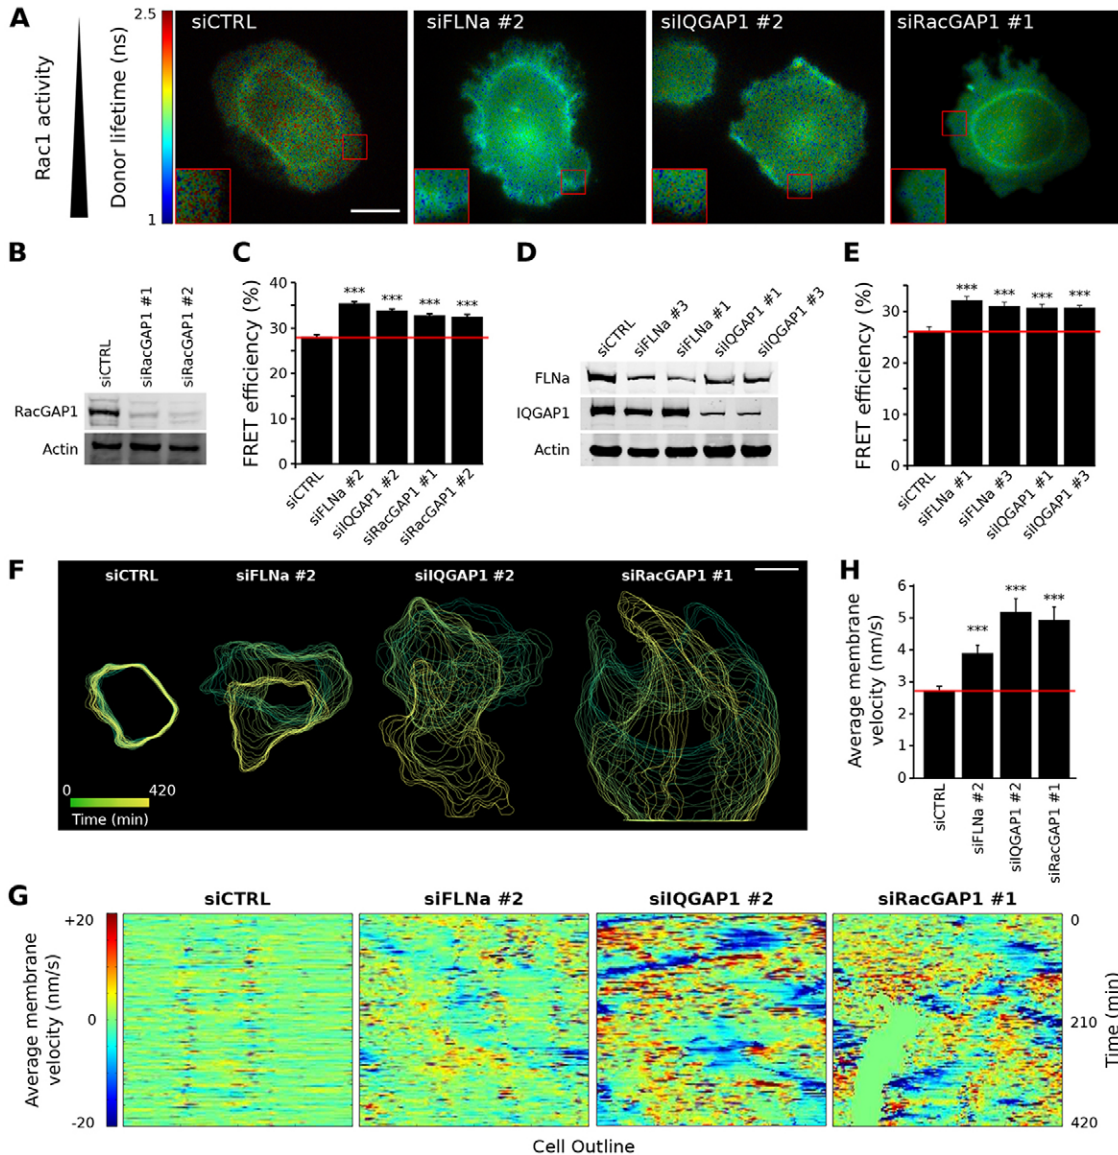 A
Rac1 activity
Donor lifetime (ns)
2.5
1
siCTRL
siFLNa #2
siIQGAP1 #2
siRacGAP1 #1
B
siCTRL
siRacGAP1 #1
siRacGAP1 #2
RacGAP1
Actin
C
FRET efficiency (%)
40
30
20
10
0
***
***
***
***
siCTRL
siFLNa #2
siIQGAP1 #2
siRacGAP1 #1
siRacGAP1 #2
D
siCTRL
siFLNa #3
siFLNa #1
siIQGAP1 #1
siIQGAP1 #3
FLNa
IQGAP1
Actin
E
FRET efficiency (%)
30
20
10
0
***
***
***
***
siCTRL
siFLNa #1
siFLNa #3
siIQGAP1 #1
siIQGAP1 #3
F
siCTRL
siFLNa #2
siIQGAP1 #2
siRacGAP1 #1
0
420
Time (min)
H
Average membrane
velocity (nm/s)
6
5
4
3
2
1
0
***
***
***
siCTRL
siFLNa #2
siIQGAP1 #2
siRacGAP1 #1
G
siCTRL
siFLNa #2
siIQGAP1 #2
siRacGAP1 #1
Average membrane
velocity (nm/s)
+20
0
-20
0
210
420
Time (min)
Cell Outline